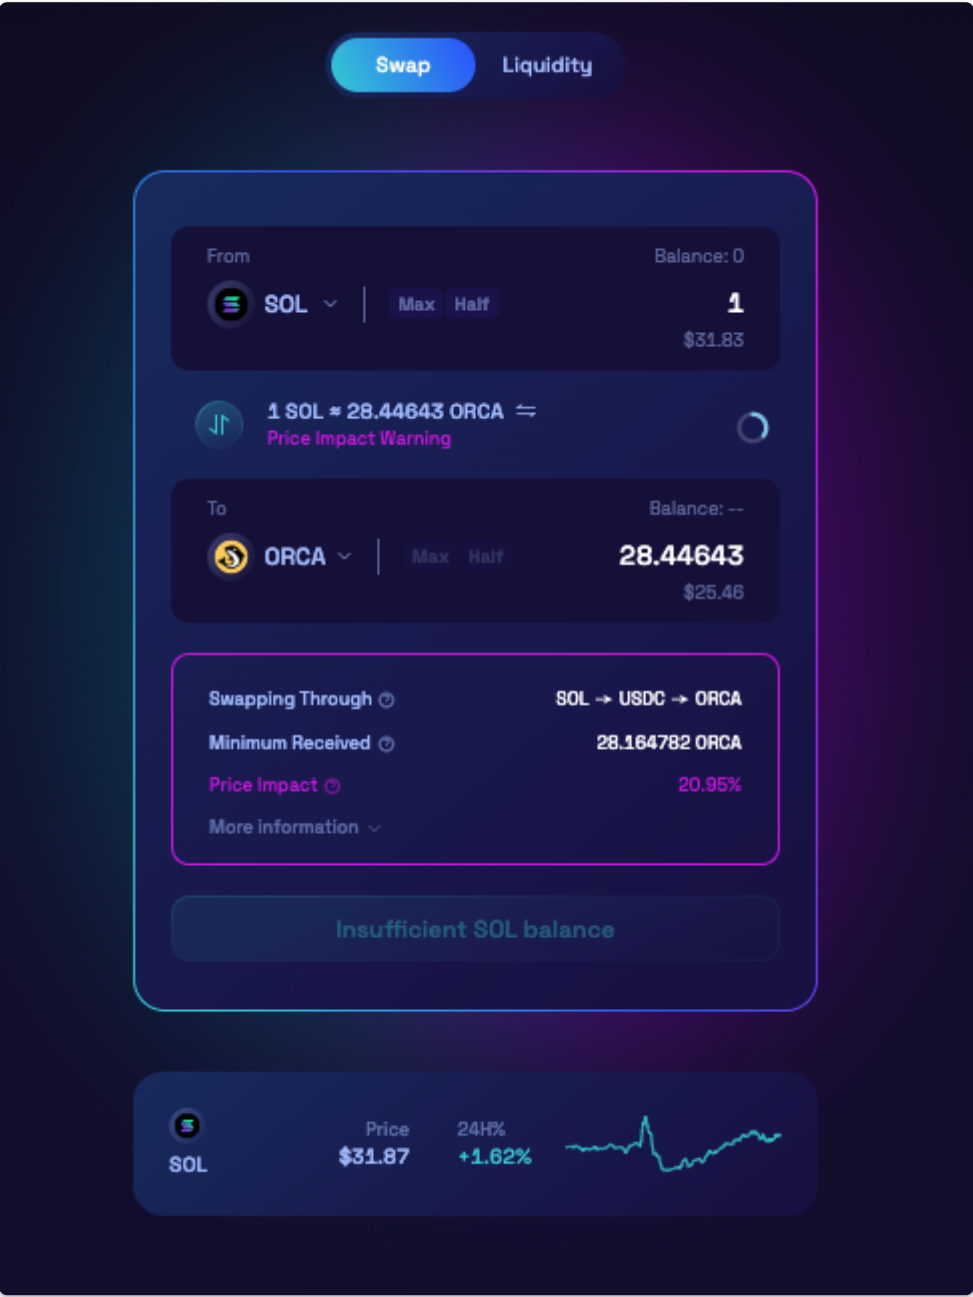 Swap Liquidity
From Balance: 0
SOL Max Half 1
$31.83
1 SOL ≈ 28.44643 ORCA
Price Impact Warning
To Balance: --
ORCA Max Half 28.44643
$25.46
Swapping Through SOL → USDC → ORCA
Minimum Received 28.164782 ORCA
Price Impact 20.95%
More information
Insufficient SOL balance
Price 24H%
SOL $31.87 +1.62%